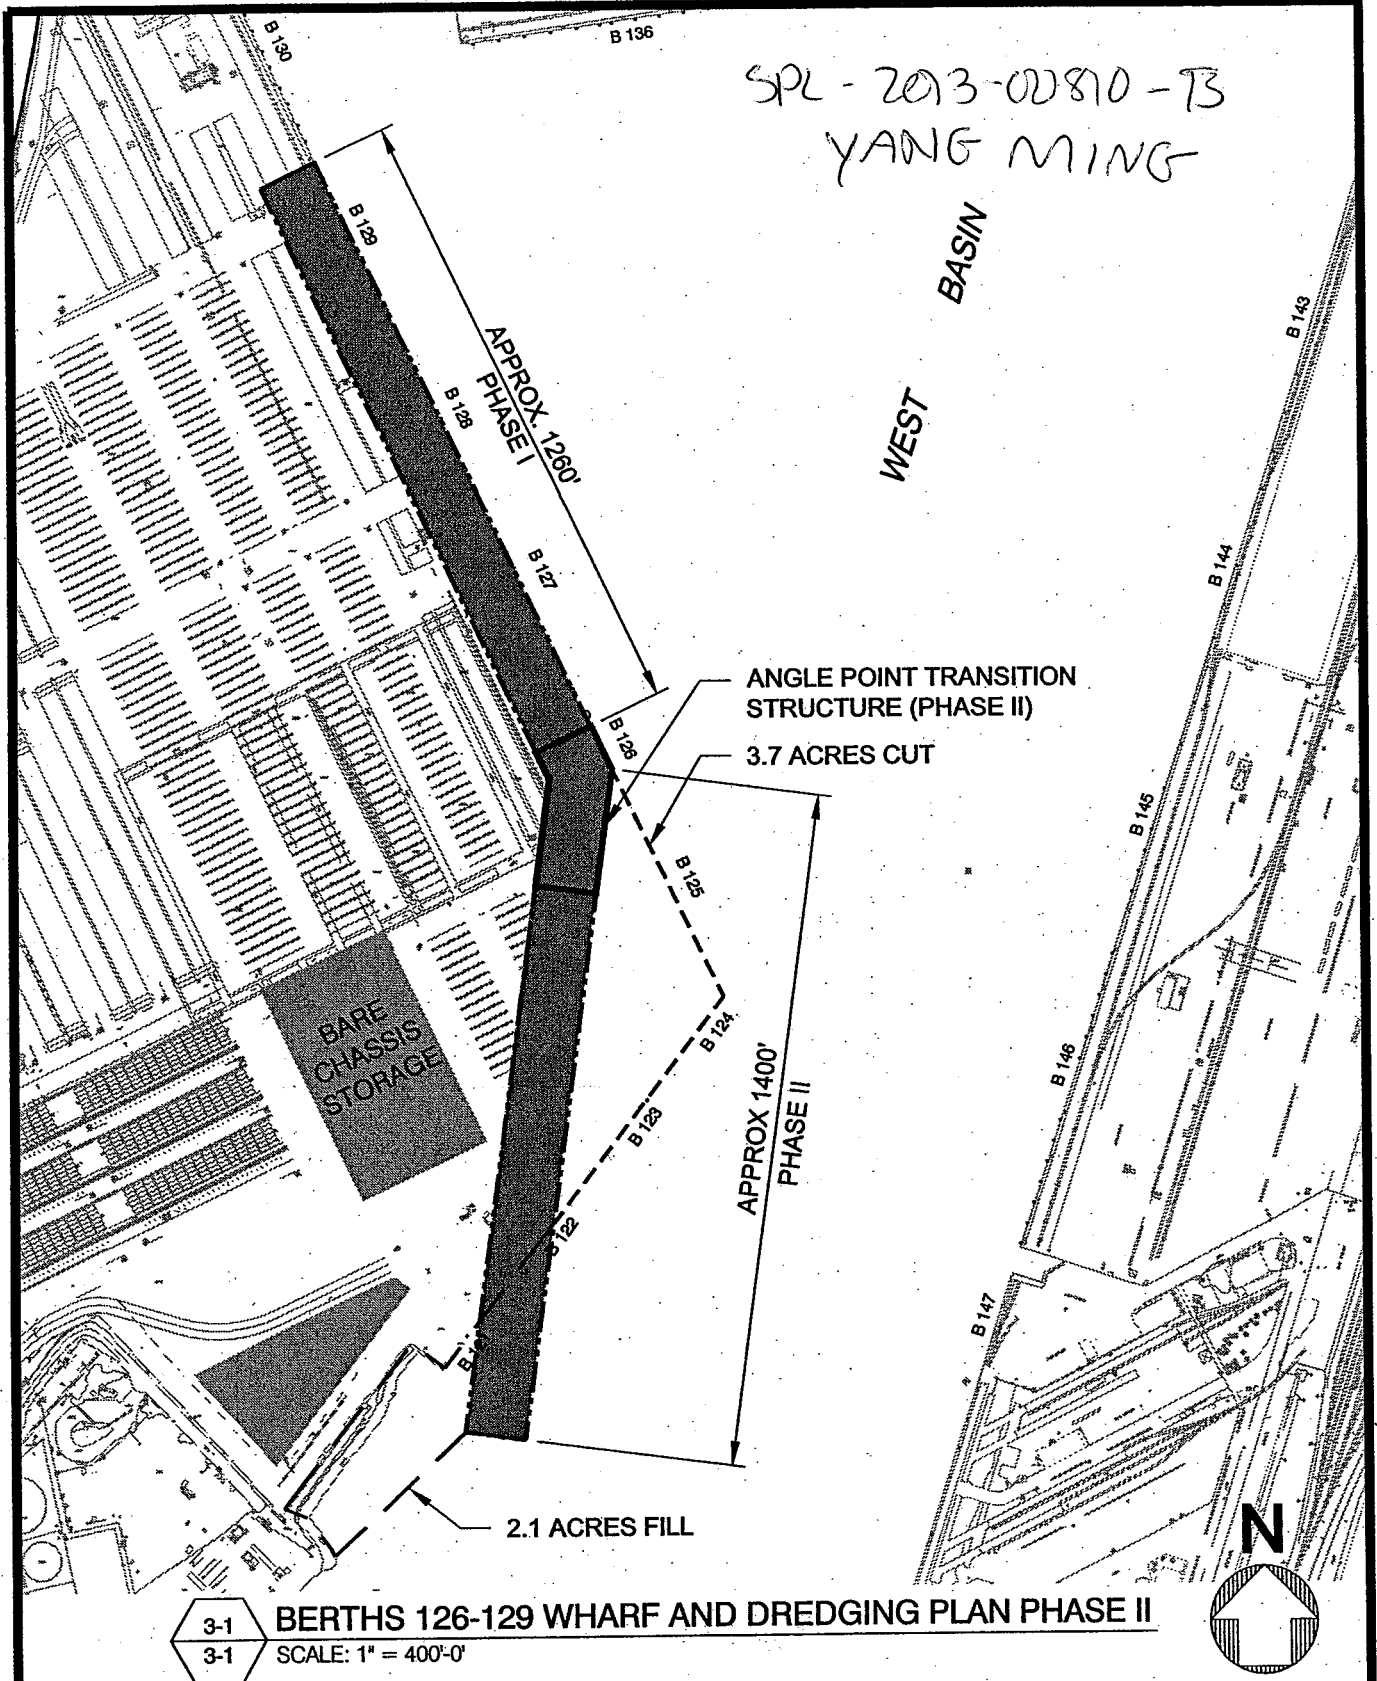 B 130
B 136
SPL - 2013-00810-TB
YANG MING
B 129
WEST BASIN
B 143
APPROX. 1260'
PHASE I
B 128
B 127
B 144
ANGLE POINT TRANSITION
STRUCTURE (PHASE II)
B 126
3.7 ACRES CUT
B 145
B 125
BARE
CHASSIS
STORAGE
B 124
B 146
B 123
APPROX 1400'
PHASE II
B 122
B 147
2.1 ACRES FILL
N
3-1
3-1
BERTHS 126-129 WHARF AND DREDGING PLAN PHASE II
SCALE: 1" = 400'-0'